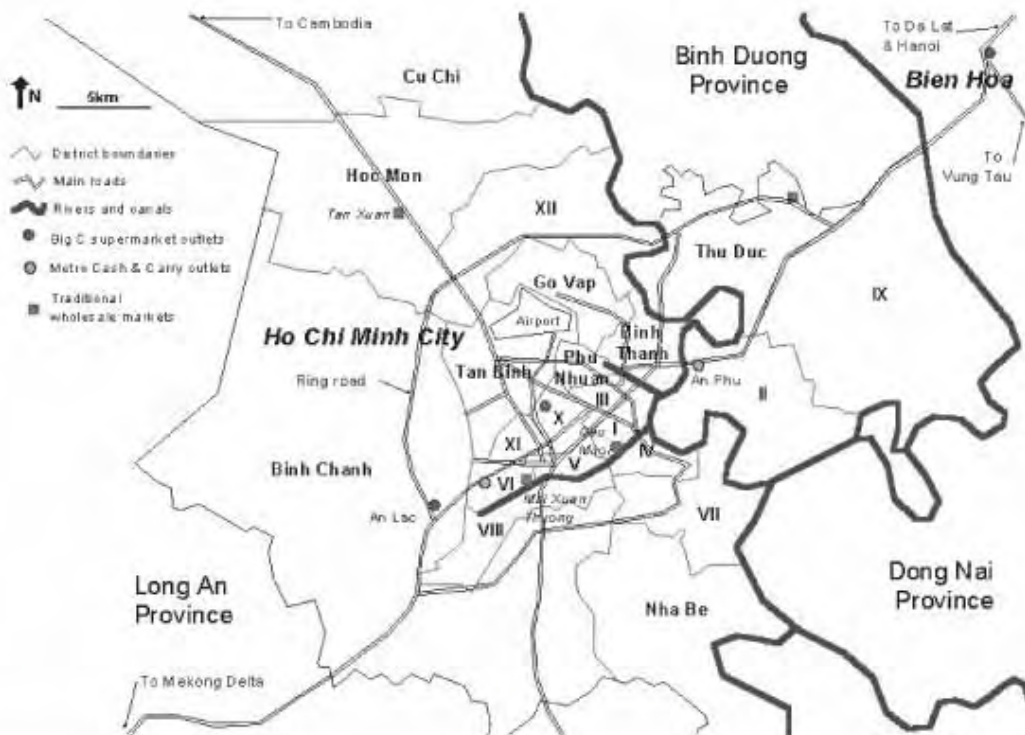 To Cambodia
To Da Lat
& Hanoi
Binh Duong
Province
Cu Chi
Bien Hoa
N
5km
To
Vung Tau
District boundaries
Main roads
Rivers and canals
Big C supermarket outlets
Metro Cash & Carry outlets
Traditional
wholesale markets
Hoc Mon
Tan Xuan
XII
Thu Duc
IX
Go Vap
Airport
Ho Chi Minh City
Binh
Thanh
Phu
Nhuan
Tan Binh
Ring road
An Phu
II
III
X
I
XI
V
IV
Binh Chanh
VI
Mai Xuan
Thuong
An Lac
VIII
VII
Long An
Province
Dong Nai
Province
Nha Be
To Mekong Delta